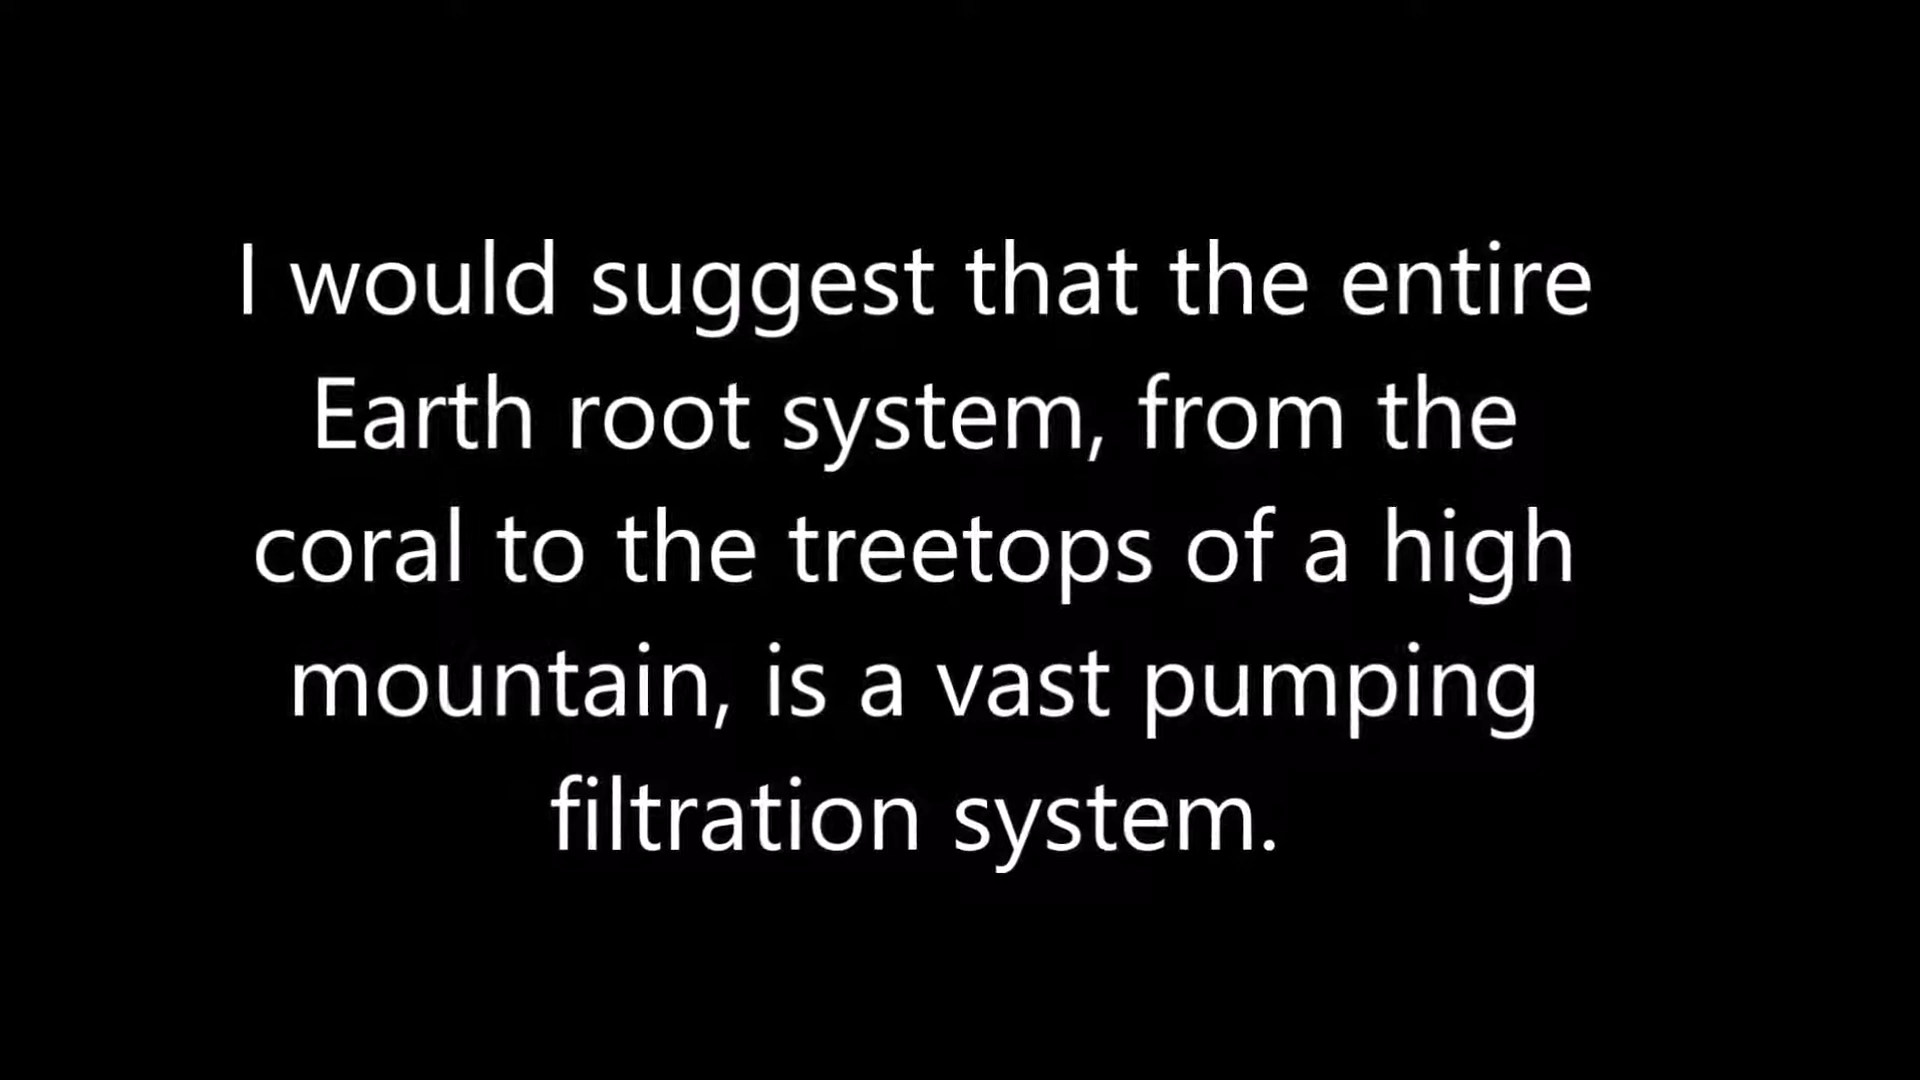 I would suggest that the entire
Earth root system, from the
coral to the treetops of a high
mountain, is a vast pumping
filtration system.